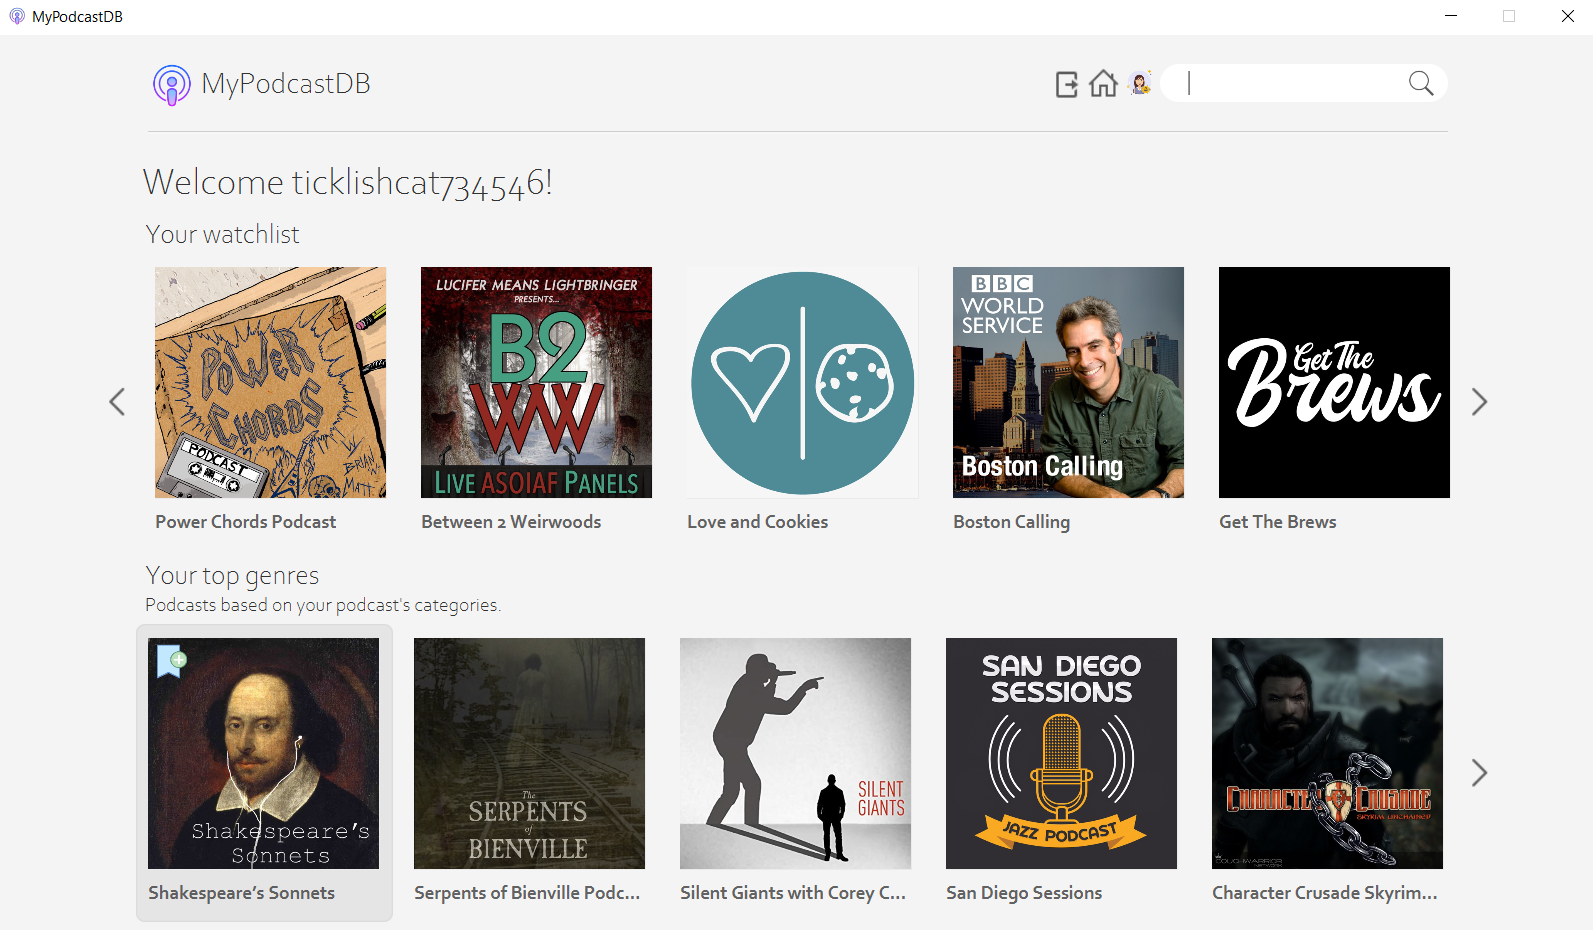 MyPodcastDB
MyPodcastDB
Welcome ticklishcat734546!
Your watchlist
POWER
CHORDS
PODCAST
BRIAN
MATT
LUCIFER MEANS LIGHTBRINGER
PRESENTS...
B2
WW
LIVE ASOIAF PANELS
BBC
WORLD
SERVICE
Boston Calling
Get The
Brews
Power Chords Podcast
Between 2 Weirwoods
Love and Cookies
Boston Calling
Get The Brews
Your top genres
Podcasts based on your podcast's categories.
Shakespeare's
Sonnets
The
SERPENTS
of
BIENVILLE
SILENT
GIANTS
SAN DIEGO
SESSIONS
JAZZ PODCAST
CHARACTER CRUSADE
SKYRIM UNCHAINED
Shakespeare's Sonnets
Serpents of Bienville Podc...
Silent Giants with Corey C...
San Diego Sessions
Character Crusade Skyrim...